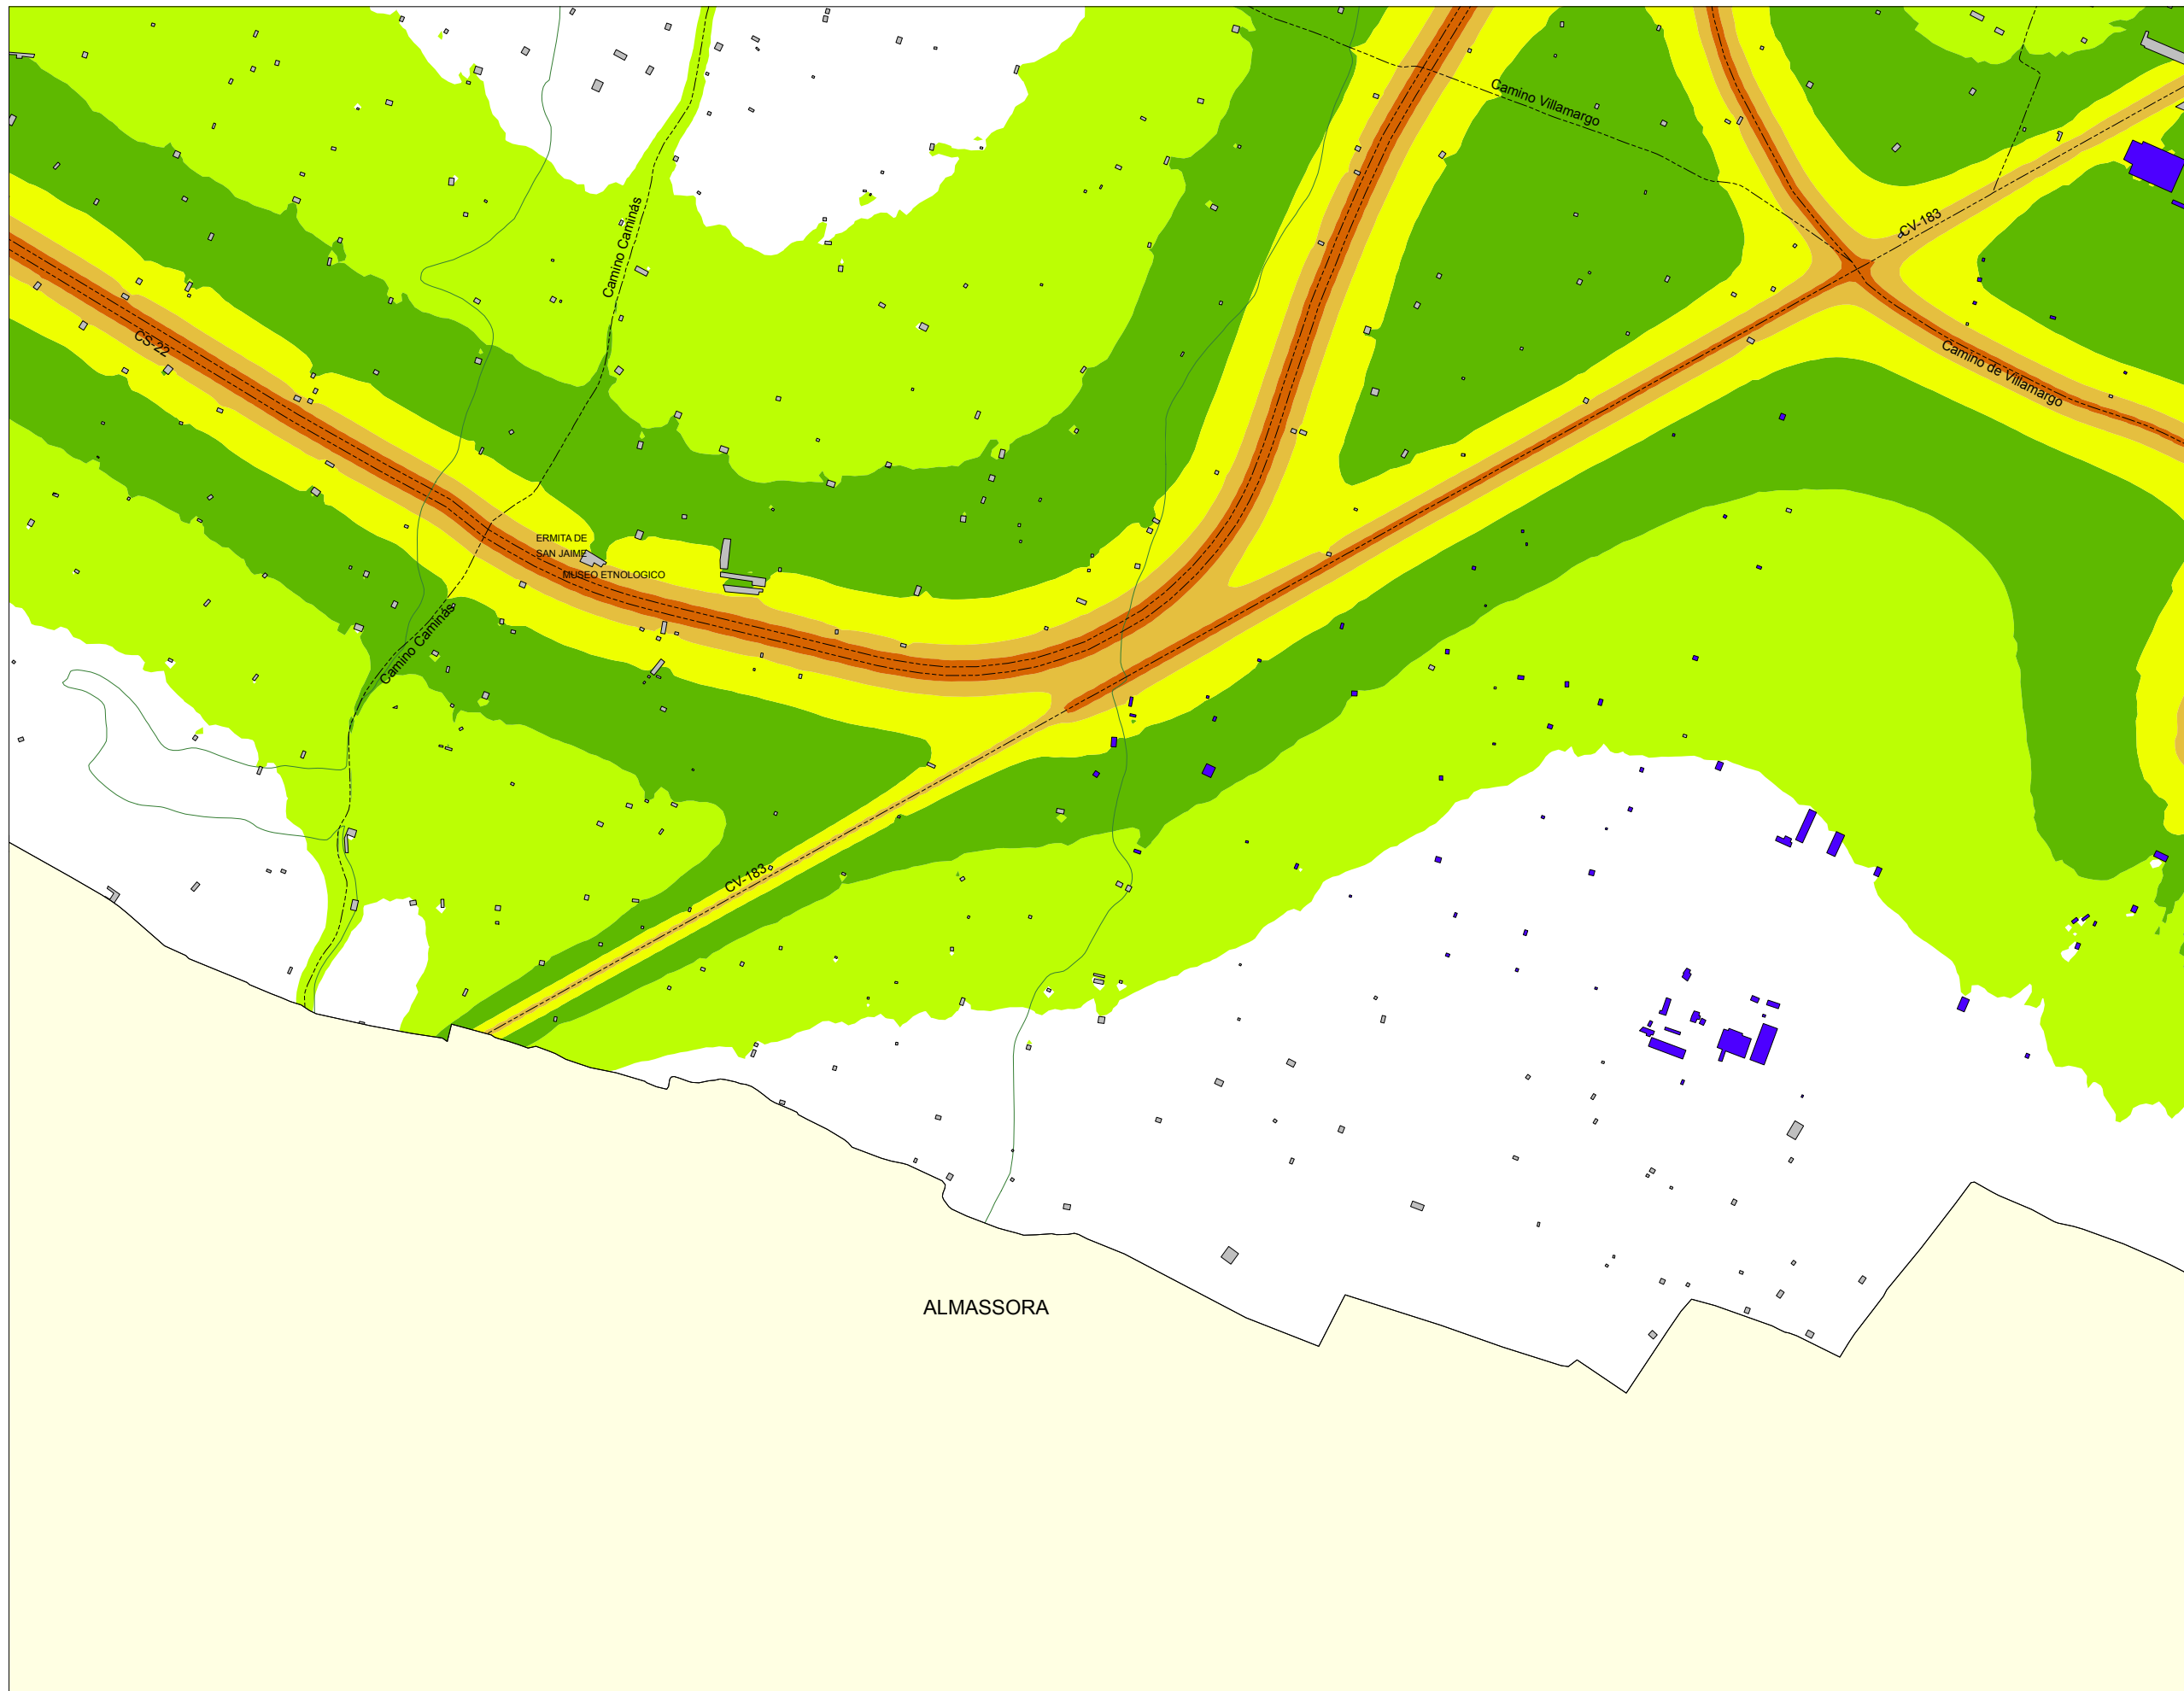 Camino Villamargo
CV-183
Camino Caminás
CS-22
Camino de Villamargo
ERMITA DE
SAN JAIME
MUSEO ETNOLOGICO
Camino Caminás
CV-183
ALMASSORA